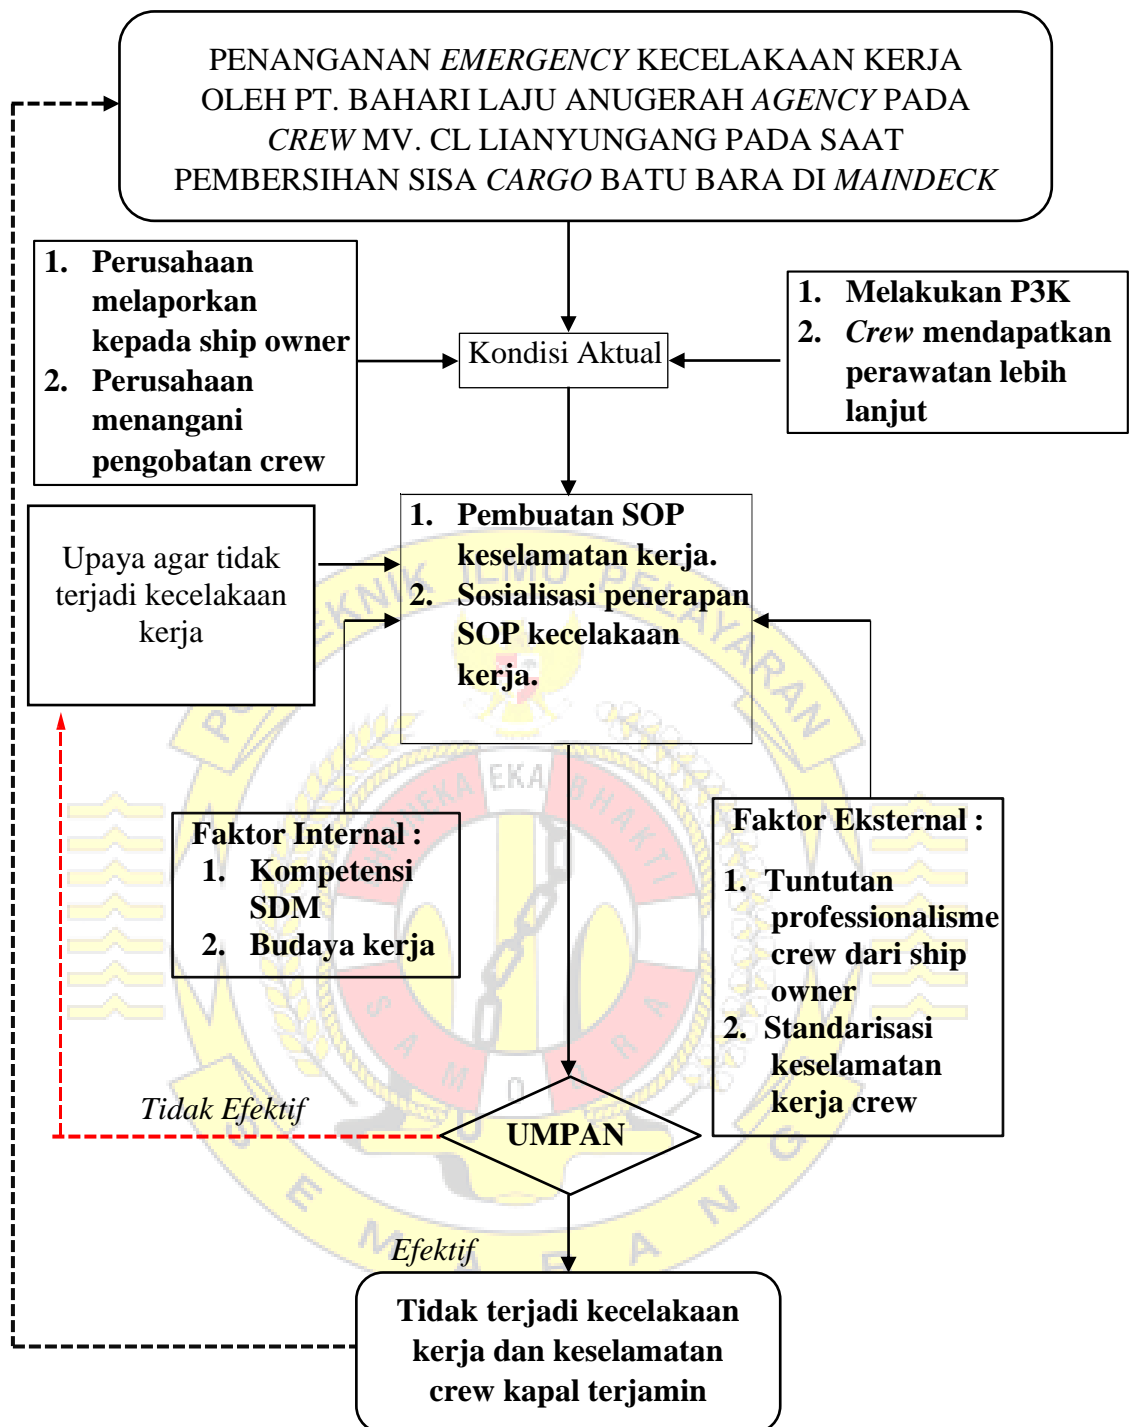 PENANGANAN EMERGENCY KECELAKAAN KERJA
OLEH PT. BAHARI LAJU ANUGERAH AGENCY PADA
CREW MV. CL LIANYUNGANG PADA SAAT
PEMBERSIHAN SISA CARGO BATU BARA DI MAINDECK
1. Perusahaan
melaporkan
kepada ship owner
2. Perusahaan
menangani
pengobatan crew
Kondisi Aktual
1. Melakukan P3K
2. Crew mendapatkan
perawatan lebih
lanjut
Upaya agar tidak
terjadi kecelakaan
kerja
1. Pembuatan SOP
keselamatan kerja.
2. Sosialisasi penerapan
SOP kecelakaan
kerja.
Faktor Internal :
1. Kompetensi
SDM
2. Budaya kerja
Faktor Eksternal :
1. Tuntutan
professionalisme
crew dari ship
owner
2. Standarisasi
keselamatan
kerja crew
Tidak Efektif
UMPAN
Efektif
Tidak terjadi kecelakaan
kerja dan keselamatan
crew kapal terjamin
ILMU PELAYARAN
EKA BHAKTI
SAMUDRA